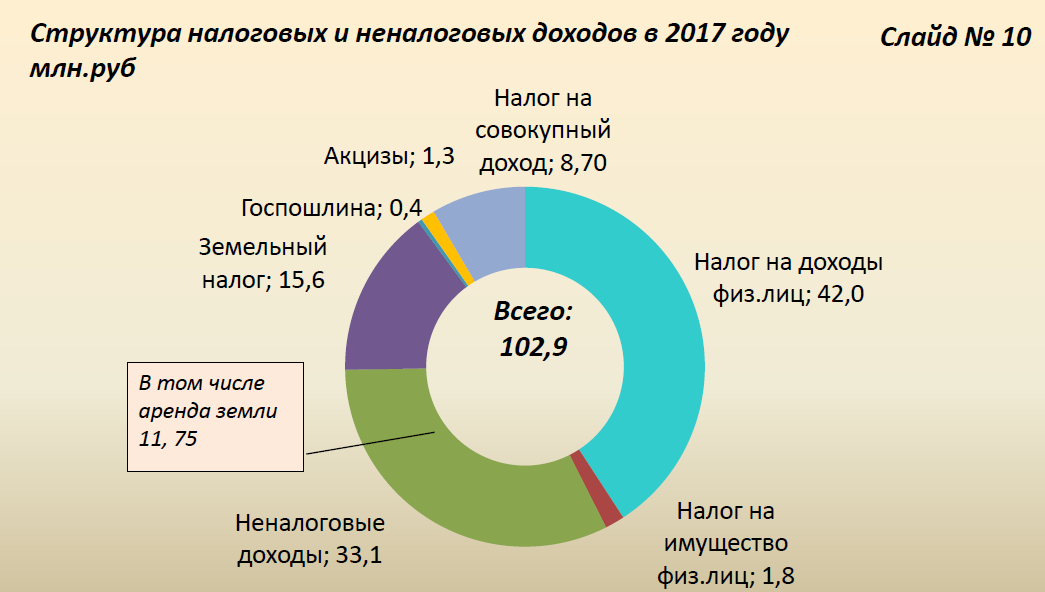 Структура налоговых и неналоговых доходов в 2017 году
млн.руб
Слайд № 10
Налог на
совокупный
доход; 8,70
Акцизы; 1,3
Госпошлина; 0,4
Земельный
налог; 15,6
Налог на доходы
физ.лиц; 42,0
Всего:
102,9
В том числе
аренда земли
11, 75
Неналоговые
доходы; 33,1
Налог на
имущество
физ.лиц; 1,8